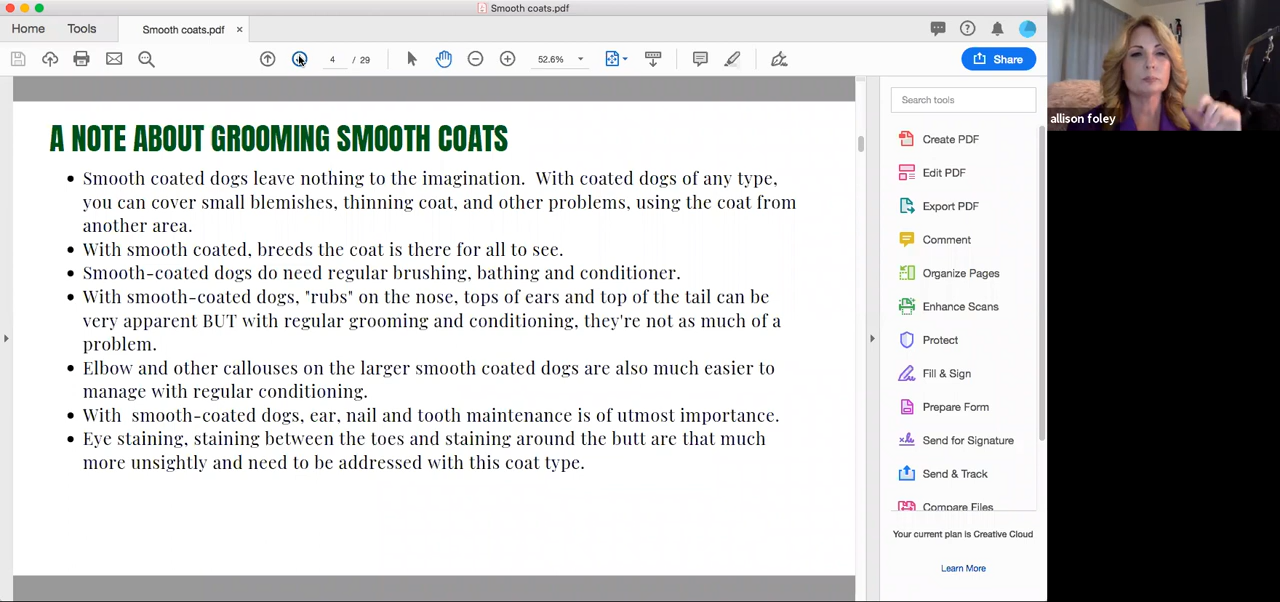 Smooth coats.pdf
Home
Tools
Smooth coats.pdf ×
4 / 29
52.6%
Share
allison foley
Search tools
A NOTE ABOUT GROOMING SMOOTH COATS
• Smooth coated dogs leave nothing to the imagination. With coated dogs of any type,
you can cover small blemishes, thinning coat, and other problems, using the coat from
another area.
• With smooth coated, breeds the coat is there for all to see.
• Smooth-coated dogs do need regular brushing, bathing and conditioner.
• With smooth-coated dogs, "rubs" on the nose, tops of ears and top of the tail can be
very apparent BUT with regular grooming and conditioning, they're not as much of a
problem.
• Elbow and other callouses on the larger smooth coated dogs are also much easier to
manage with regular conditioning.
• With smooth-coated dogs, ear, nail and tooth maintenance is of utmost importance.
• Eye staining, staining between the toes and staining around the butt are that much
more unsightly and need to be addressed with this coat type.
Create PDF
Edit PDF
Export PDF
Comment
Organize Pages
Enhance Scans
Protect
Fill & Sign
Prepare Form
Send for Signature
Send & Track
Compare Files
Your current plan is Creative Cloud
Learn More